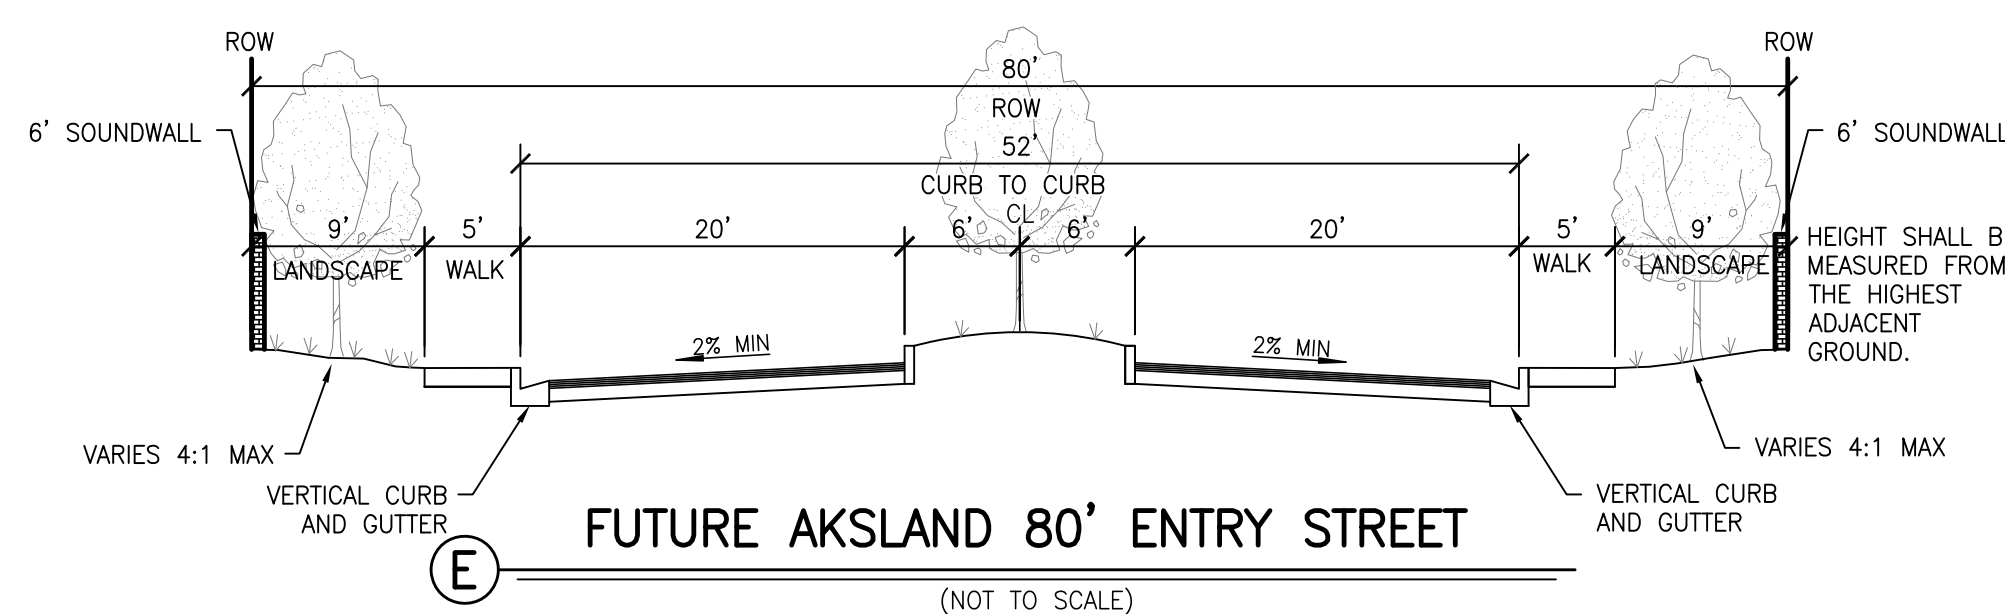 ROW
ROW
80'
ROW
6' SOUNDWALL
6' SOUNDWALL
52'
CURB TO CURB
CL
9'
5'
20'
6'
6'
20'
5'
9'
LANDSCAPE
WALK
WALK
LANDSCAPE
HEIGHT SHALL B
MEASURED FROM
THE HIGHEST
ADJACENT
GROUND.
2% MIN
2% MIN
VARIES 4:1 MAX
VARIES 4:1 MAX
VERTICAL CURB
AND GUTTER
VERTICAL CURB
AND GUTTER
FUTURE AKSLAND 80' ENTRY STREET
E
(NOT TO SCALE)